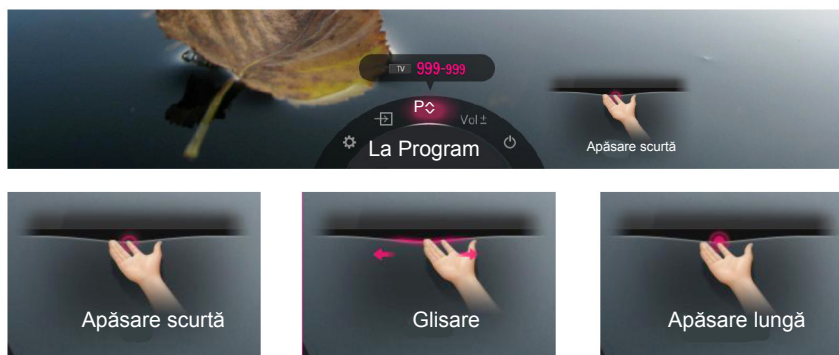 TV 999-999
P
Vol ±
La Program
Apăsare scurtă
Apăsare scurtă
Glisare
Apăsare lungă